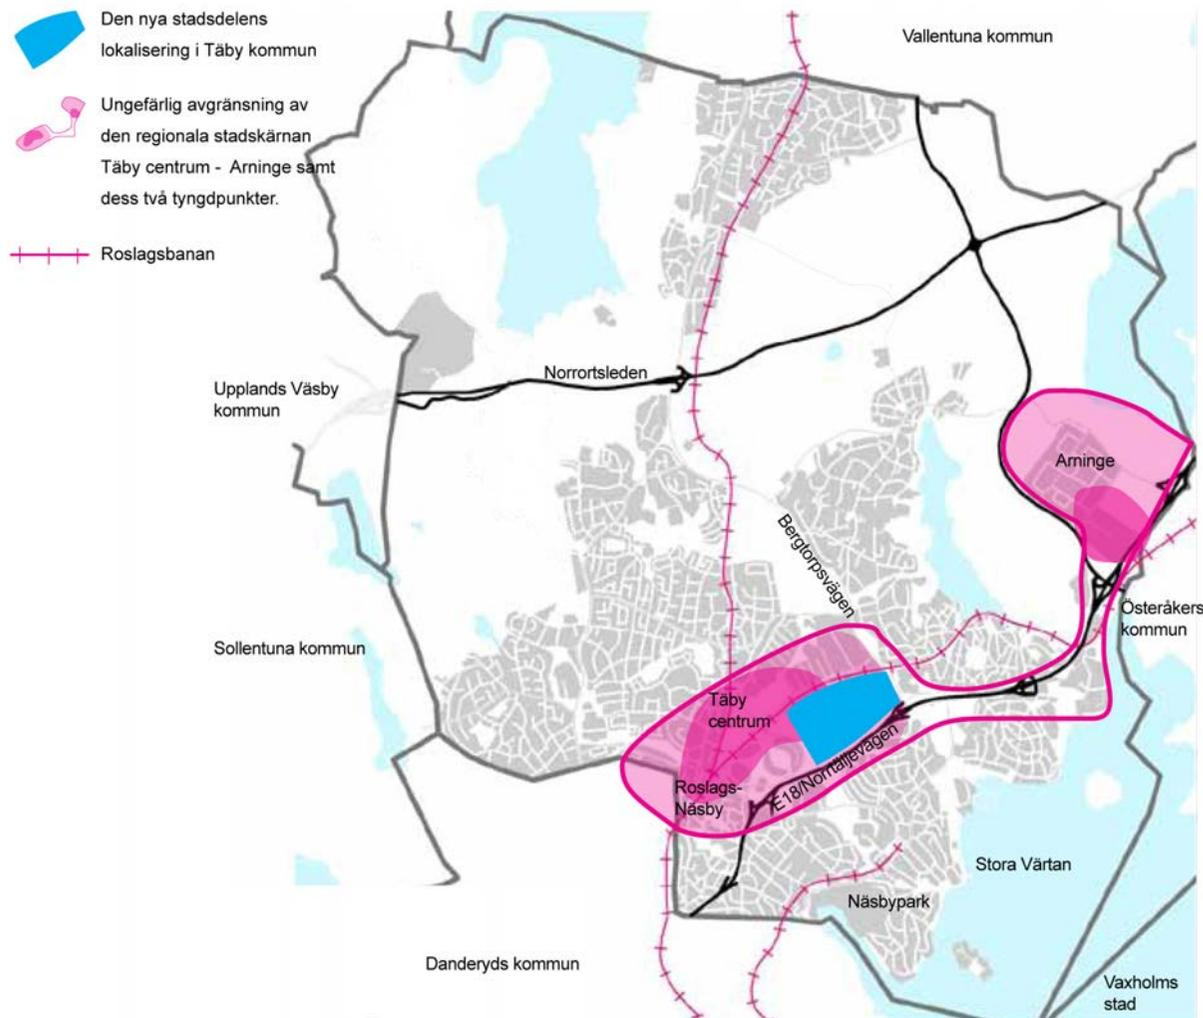 Den nya stadsdelens
lokalisering i Täby kommun
Ungefärlig avgränsning av
den regionala stadskärnan
Täby centrum - Arninge samt
dess två tyngdpunkter.
Roslagsbanan
Vallentuna kommun
Norrortsleden
Upplands Väsby
kommun
Arninge
Bergtorpsvägen
Österåkers
kommun
Sollentuna kommun
Täby
centrum
E18/Norrtäljevägen
Roslags-
Näsby
Stora Värtan
Näsbypark
Danderyds kommun
Vaxholms
stad